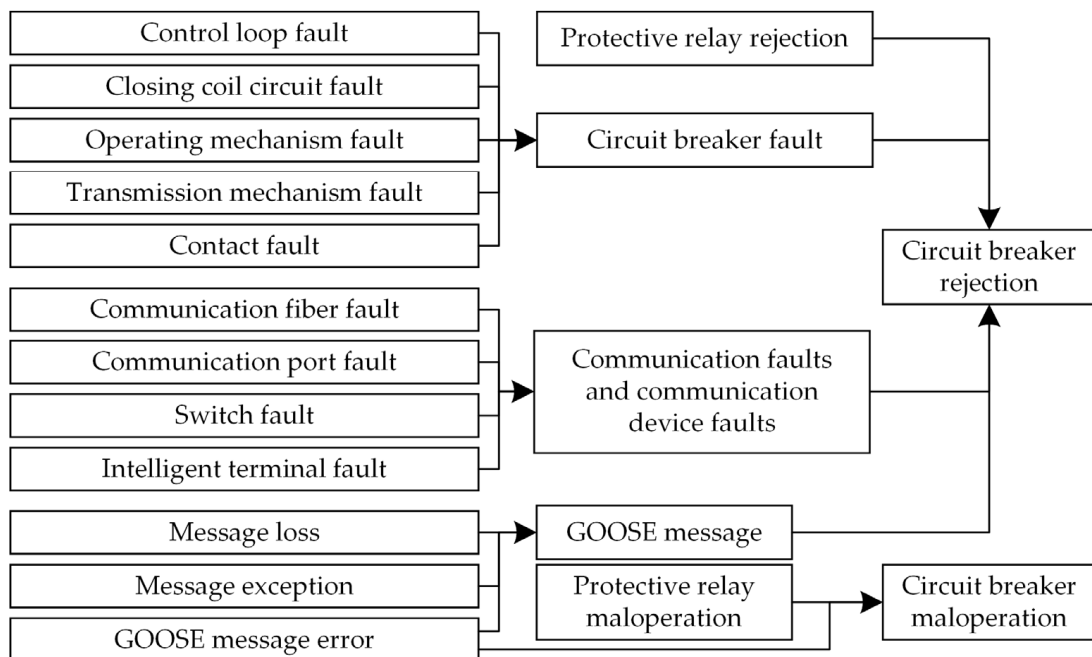 Control loop fault
Closing coil circuit fault
Operating mechanism fault
Transmission mechanism fault
Contact fault
Communication fiber fault
Communication port fault
Switch fault
Intelligent terminal fault
Message loss
Message exception
GOOSE message error
Protective relay rejection
Circuit breaker fault
Communication faults
and communication
device faults
GOOSE message
Protective relay
maloperation
Circuit breaker
rejection
Circuit breaker
maloperation